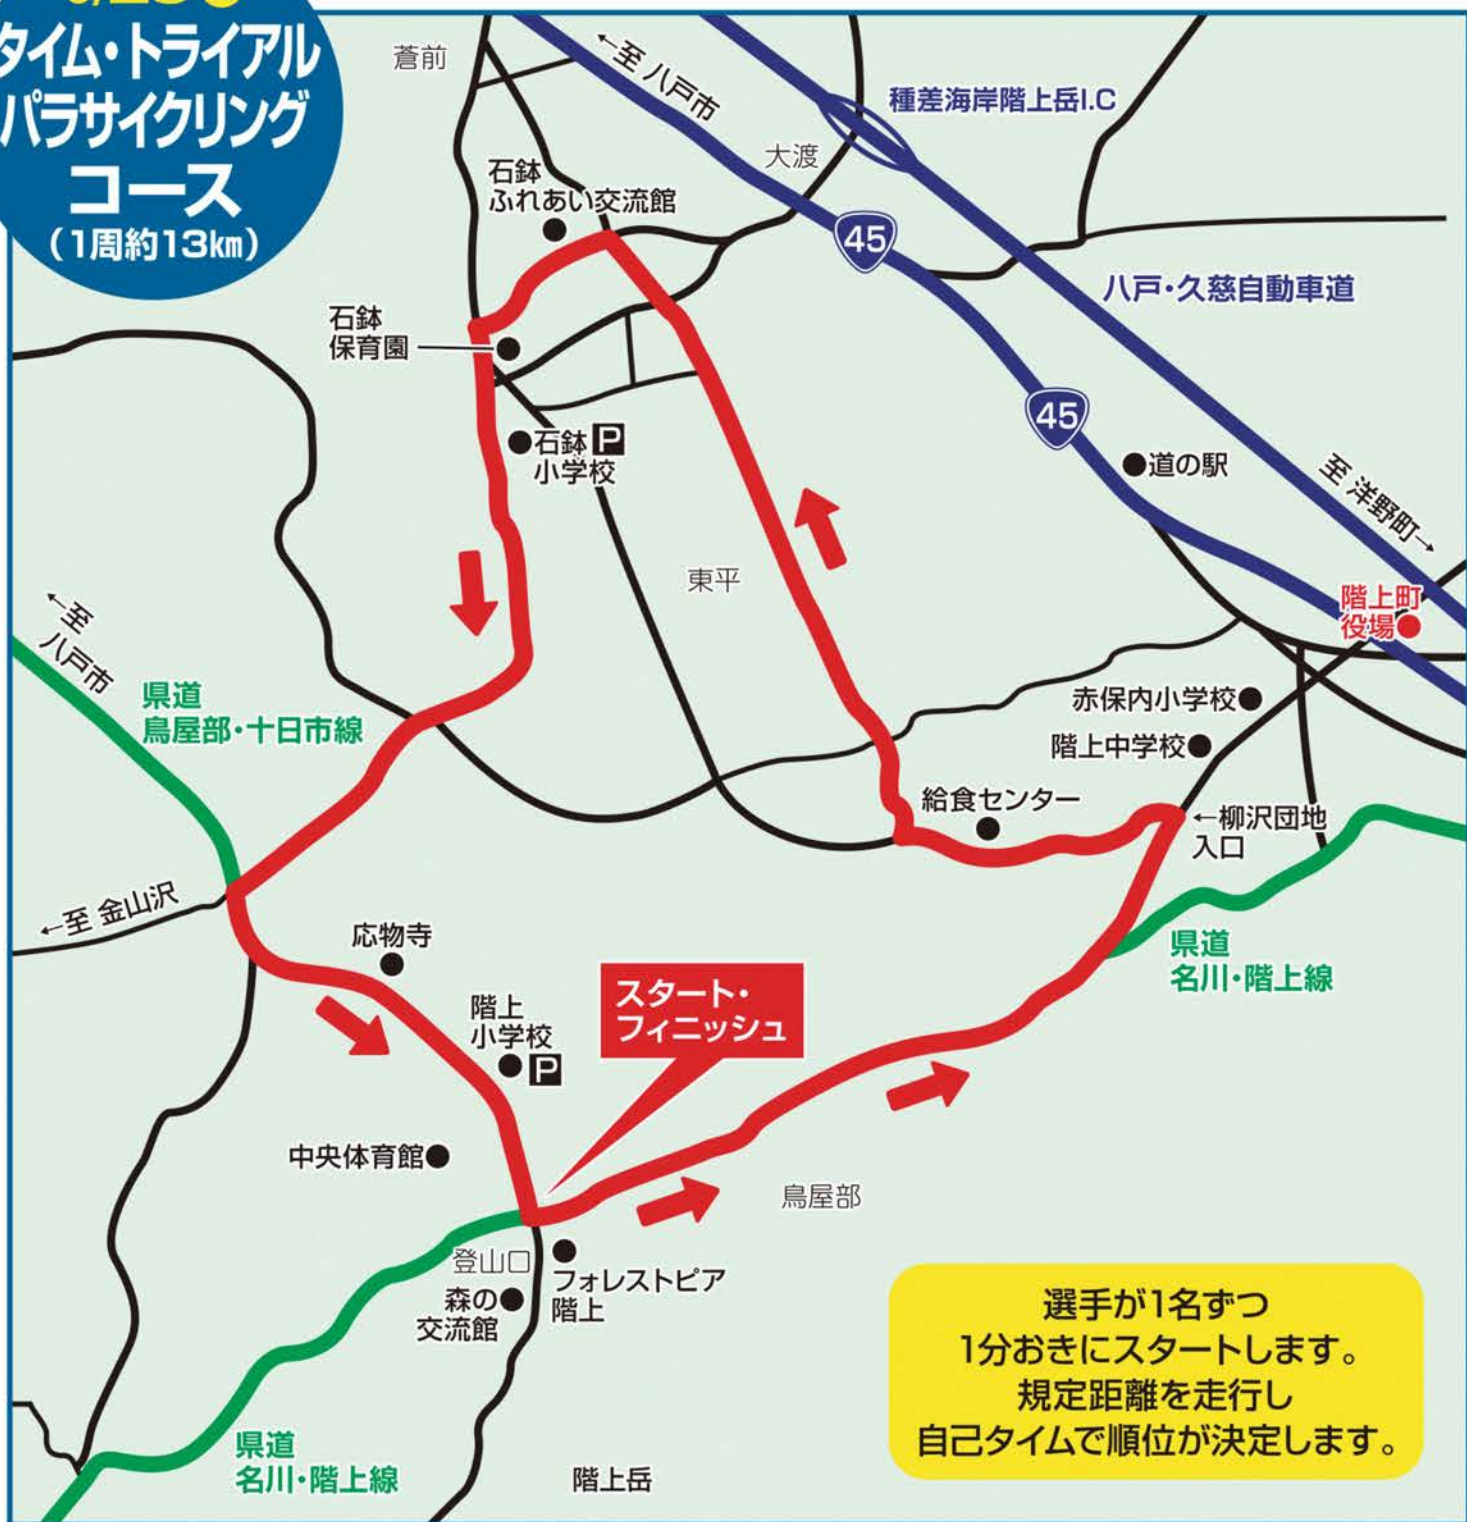 タイム・トライアル
パラサイクリング
コース
(1周約13㎞)
蒼前
←至 八戸市
種差海岸階上岳I.C
大渡
石鉢
ふれあい交流館
45
八戸・久慈自動車道
石鉢
保育園
45
石鉢 P
小学校
道の駅
至 洋野町→
東平
階上町
役場
←至
八戸市
県道
鳥屋部・十日市線
赤保内小学校
階上中学校
給食センター
←柳沢団地
入口
←至 金山沢
応物寺
県道
名川・階上線
階上
小学校
P
スタート・
フィニッシュ
中央体育館
鳥屋部
登山口
フォレストピア
階上
森の
交流館
選手が1名ずつ
1分おきにスタートします。
規定距離を走行し
自己タイムで順位が決定します。
県道
名川・階上線
階上岳